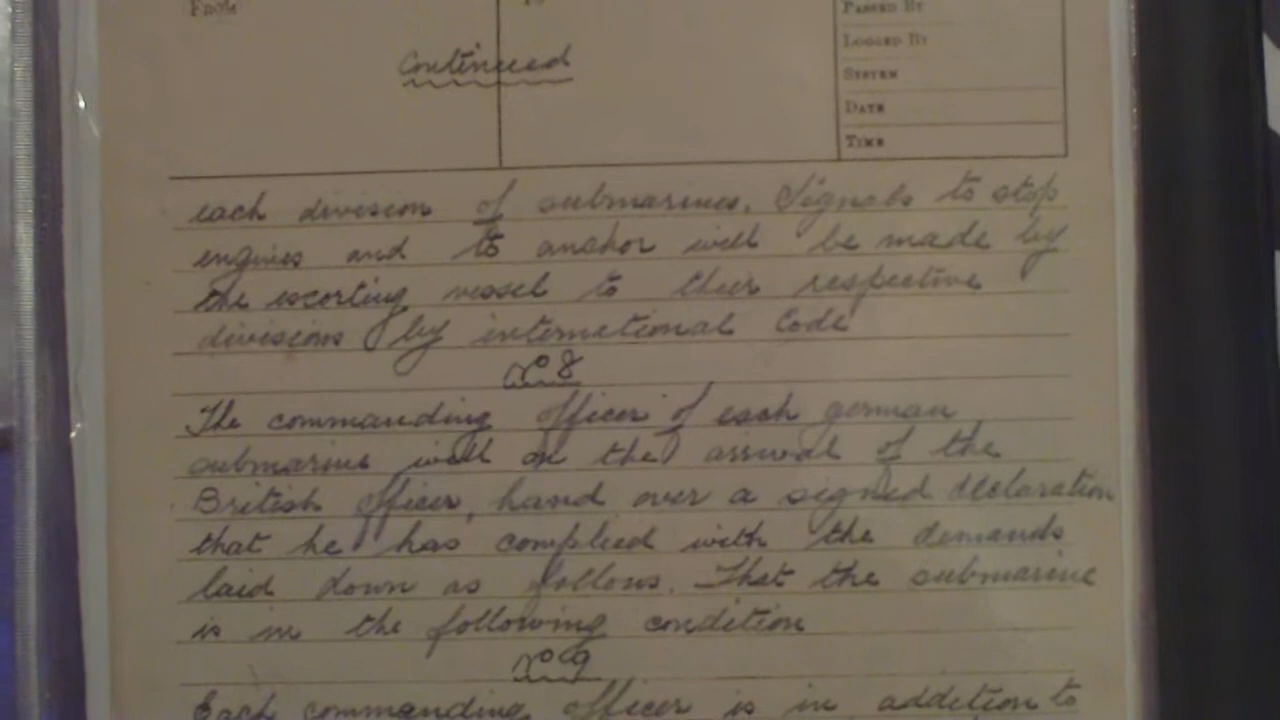 From To Passed By
Logged By
Continued
System
Date
Time
each division of submarines. Signals to stop
engines and to anchor will be made by
the escorting vessel to their respective
divisions by international Code
No 8
The commanding officer of each german
submarine will on the arrival of the
British officer, hand over a signed declaration
that he has complied with the demands
laid down as follows. That the submarine
is in the following condition
No 9
Each commanding officer is in addition to